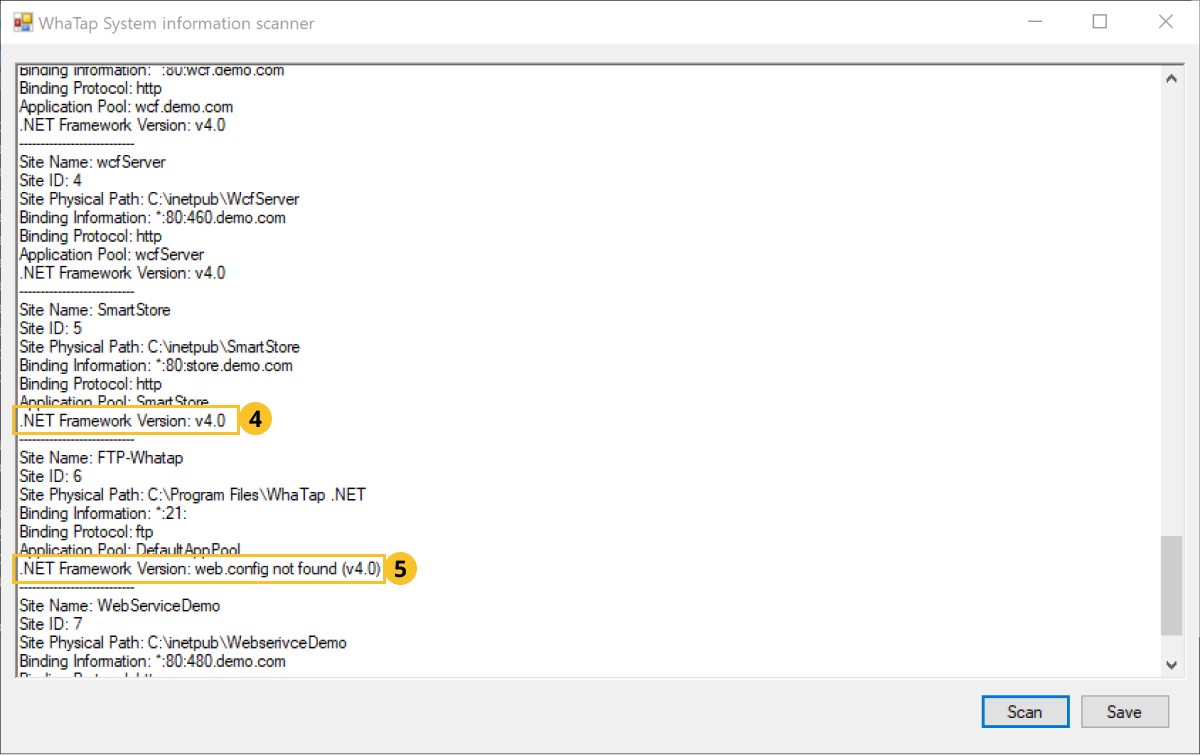 WhaTap System information scanner
Binding Information: *:80:wcf.demo.com
Binding Protocol: http
Application Pool: wcf.demo.com
.NET Framework Version: v4.0
----------------------------
Site Name: wcfServer
Site ID: 4
Site Physical Path: C:\inetpub\WcfServer
Binding Information: *:80:460.demo.com
Binding Protocol: http
Application Pool: wcfServer
.NET Framework Version: v4.0
----------------------------
Site Name: SmartStore
Site ID: 5
Site Physical Path: C:\inetpub\SmartStore
Binding Information: *:80:store.demo.com
Binding Protocol: http
Application Pool: SmartStore
.NET Framework Version: v4.0 4
----------------------------
Site Name: FTP-Whatap
Site ID: 6
Site Physical Path: C:\Program Files\WhaTap .NET
Binding Information: *:21:
Binding Protocol: ftp
Application Pool: DefaultAppPool
.NET Framework Version: web.config not found (v4.0) 5
----------------------------
Site Name: WebServiceDemo
Site ID: 7
Site Physical Path: C:\inetpub\WebserivceDemo
Binding Information: *:80:480.demo.com
Scan Save